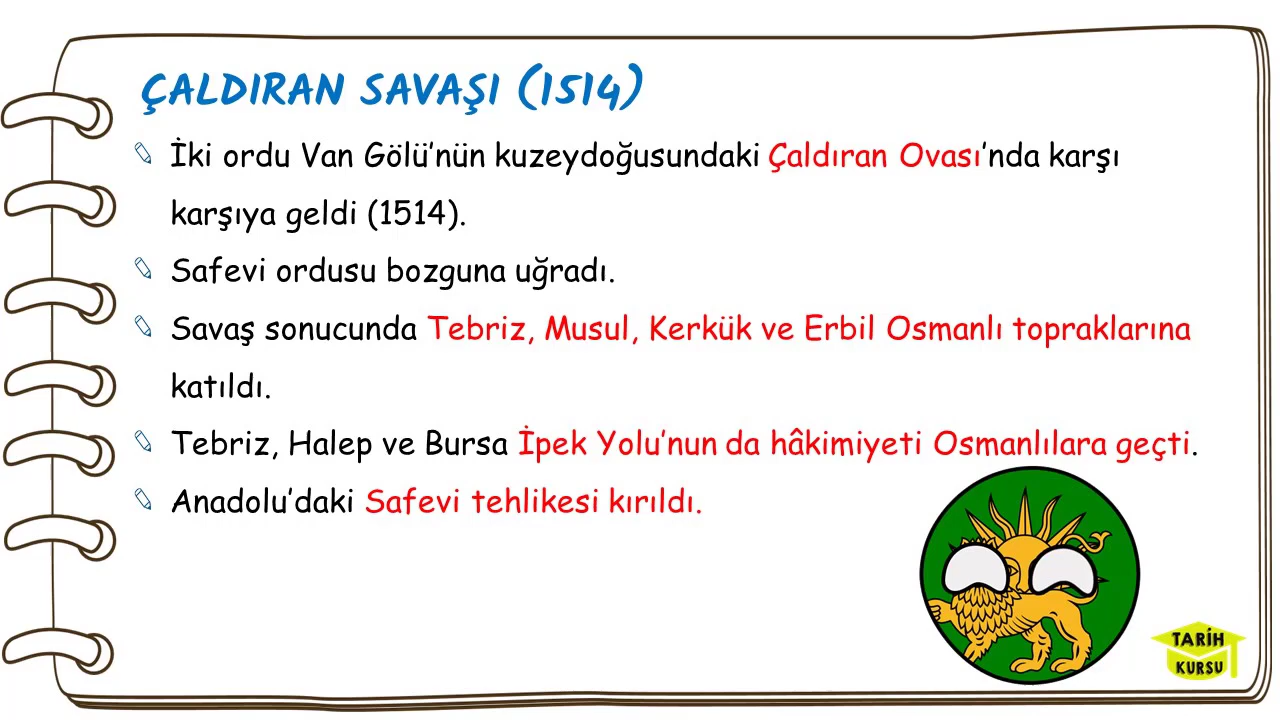 ÇALDIRAN SAVAŞI (1514)
İki ordu Van Gölü’nün kuzeydoğusundaki Çaldıran Ovası’nda karşı
karşıya geldi (1514).
Safevi ordusu bozguna uğradı.
Savaş sonucunda Tebriz, Musul, Kerkük ve Erbil Osmanlı topraklarına
katıldı.
Tebriz, Halep ve Bursa İpek Yolu’nun da hâkimiyeti Osmanlılara geçti.
Anadolu’daki Safevi tehlikesi kırıldı.
TARİH
KURSU